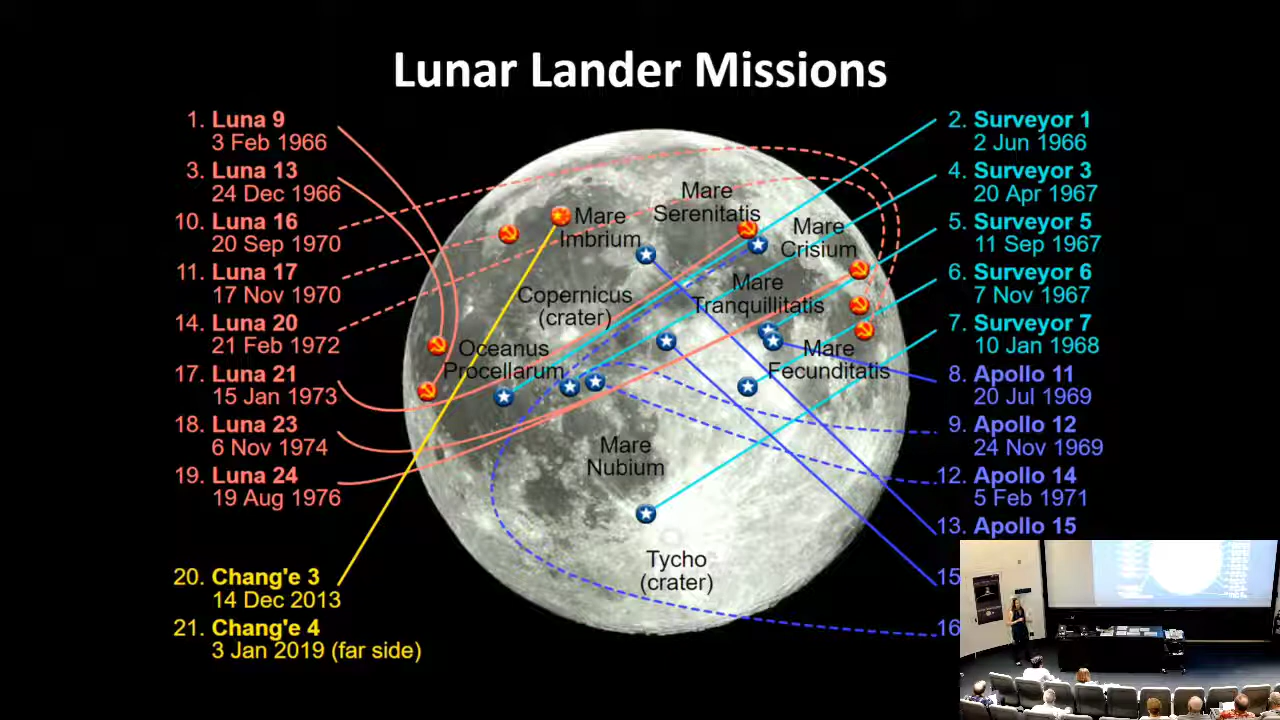 Lunar Lander Missions
1. Luna 9
3 Feb 1966
3. Luna 13
24 Dec 1966
10. Luna 16
20 Sep 1970
11. Luna 17
17 Nov 1970
14. Luna 20
21 Feb 1972
17. Luna 21
15 Jan 1973
18. Luna 23
6 Nov 1974
19. Luna 24
19 Aug 1976
20. Chang'e 3
14 Dec 2013
21. Chang'e 4
3 Jan 2019 (far side)
Mare
Imbrium
Mare
Serenitatis
Mare
Crisium
Copernicus
(crater)
Mare
Tranquillitatis
Oceanus
Procellarum
Mare
Fecunditatis
Mare
Nubium
Tycho
(crater)
2. Surveyor 1
2 Jun 1966
4. Surveyor 3
20 Apr 1967
5. Surveyor 5
11 Sep 1967
6. Surveyor 6
7 Nov 1967
7. Surveyor 7
10 Jan 1968
8. Apollo 11
20 Jul 1969
9. Apollo 12
24 Nov 1969
12. Apollo 14
5 Feb 1971
13. Apollo 15
15
16